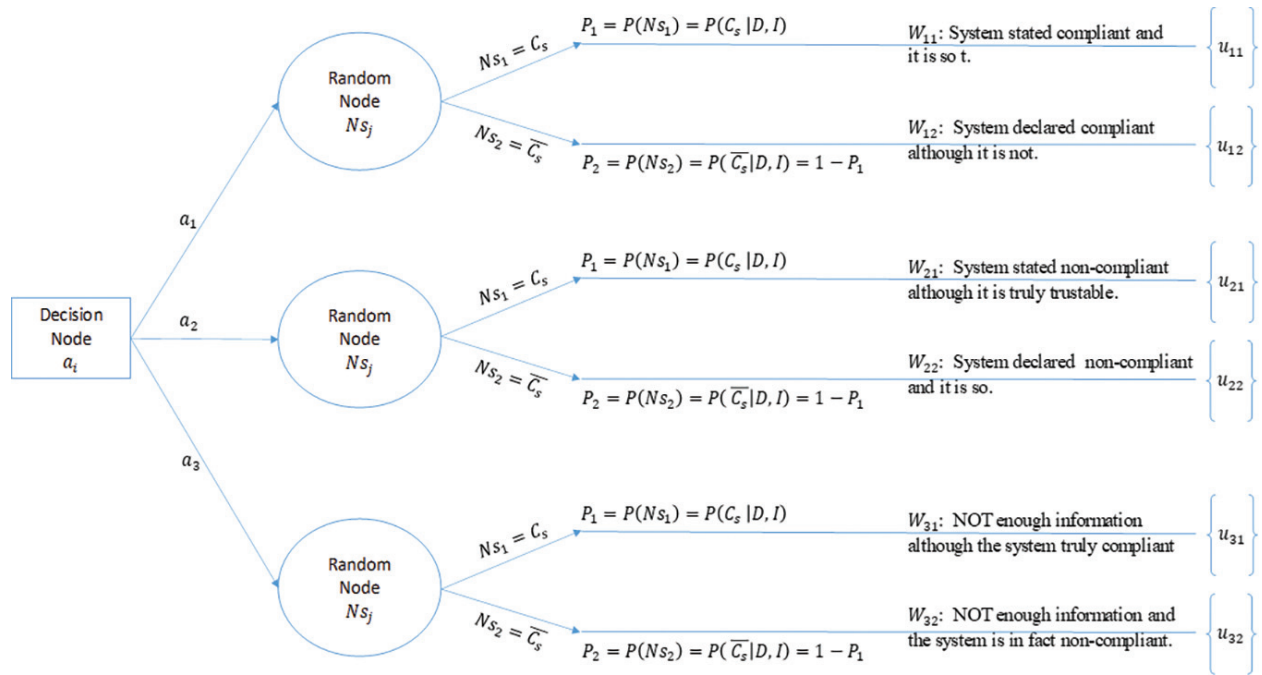 P₁ = P(Ns₁) = P(Cₛ |D, I)
W₁₁: System stated compliant and
it is so t.
u₁₁
Ns₁ = Cₛ
Random
Node
Nsⱼ
Ns₂ = C̅ₛ
W₁₂: System declared compliant
although it is not.
u₁₂
P₂ = P(Ns₂) = P( C̅ₛ|D, I) = 1 − P₁
a₁
P₁ = P(Ns₁) = P(Cₛ |D, I)
W₂₁: System stated non-compliant
although it is truly trustable.
u₂₁
Ns₁ = Cₛ
Decision
Node
aᵢ
a₂
Random
Node
Nsⱼ
Ns₂ = C̅ₛ
W₂₂: System declared non-compliant
and it is so.
u₂₂
P₂ = P(Ns₂) = P( C̅ₛ|D, I) = 1 − P₁
a₃
P₁ = P(Ns₁) = P(Cₛ |D, I)
W₃₁: NOT enough information
although the system truly compliant
u₃₁
Ns₁ = Cₛ
Random
Node
Nsⱼ
Ns₂ = C̅ₛ
W₃₂: NOT enough information and
the system is in fact non-compliant.
u₃₂
P₂ = P(Ns₂) = P( C̅ₛ|D, I) = 1 − P₁